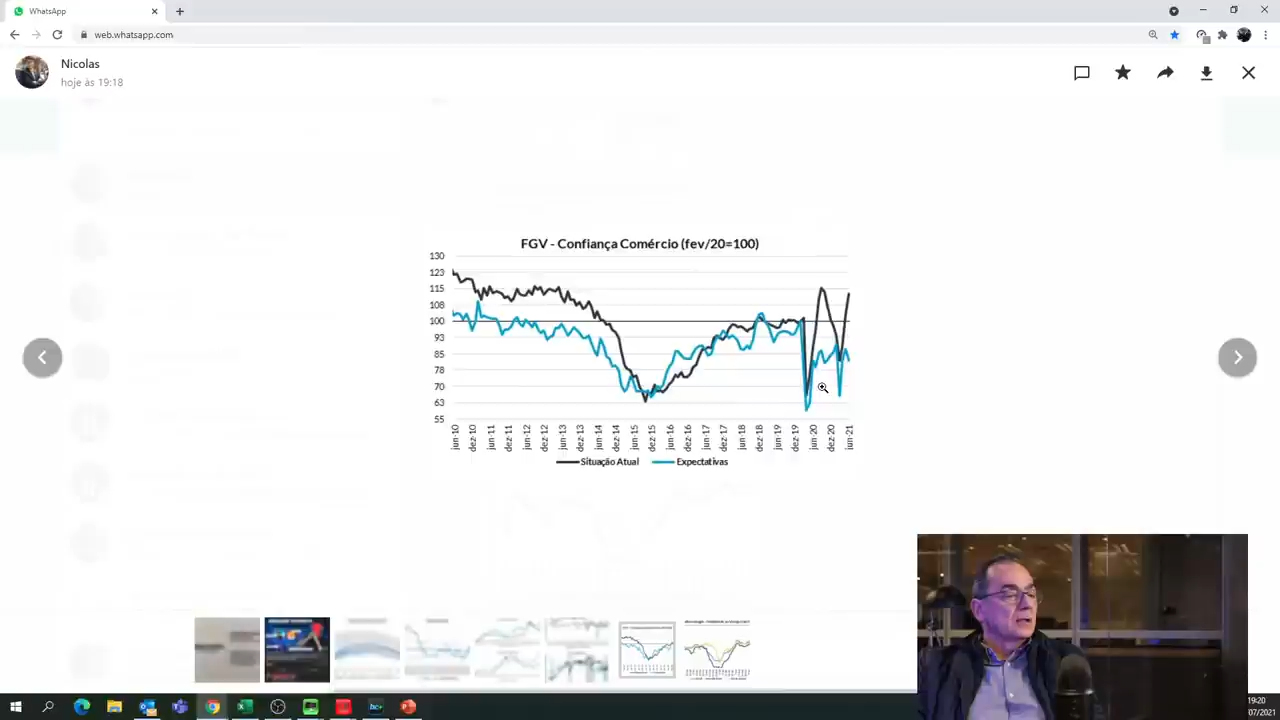 WhatsApp
web.whatsapp.com
Nicolas
hoje às 19:18
FGV - Confiança Comércio (fev/20=100)
130
123
115
108
100
93
85
78
70
63
55
jun-10
dez-10
jun-11
dez-11
jun-12
dez-12
jun-13
dez-13
jun-14
dez-14
jun-15
dez-15
jun-16
dez-16
jun-17
dez-17
jun-18
dez-18
jun-19
dez-19
jun-20
dez-20
jun-21
Situação Atual
Expectativas
19:20
07/2021